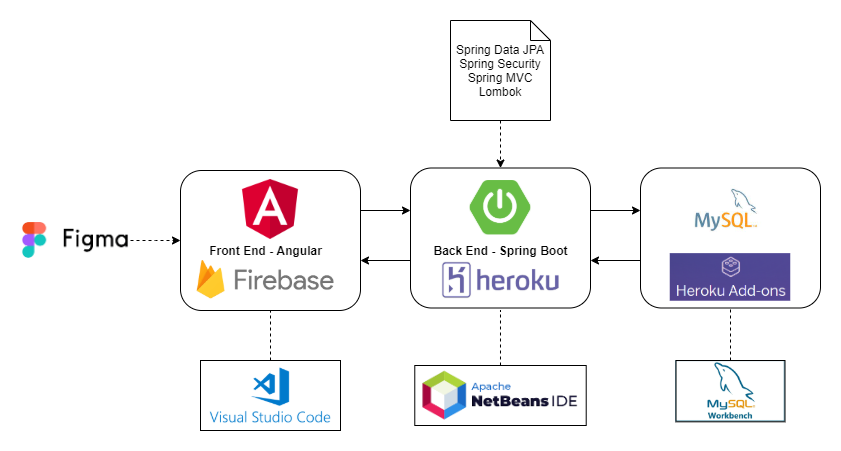 Spring Data JPA
Spring Security
Spring MVC
Lombok
Figma
Front End - Angular
Firebase
Back End - Spring Boot
heroku
MySQL™
Heroku Add-ons
Visual Studio Code
Apache
NetBeans IDE
MySQL
Workbench